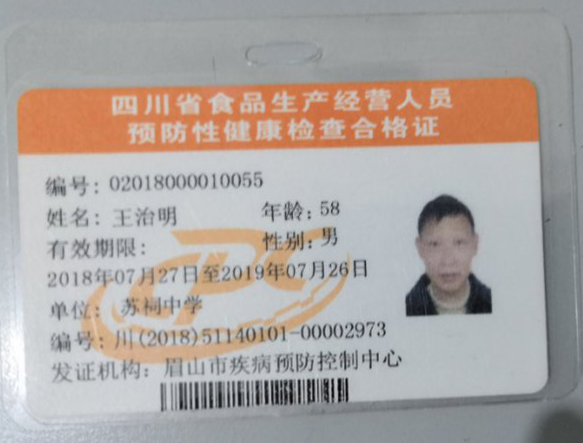 四川省食品生产经营人员
预防性健康检查合格证
编号: 02018000010055
姓名: 王治明 年龄: 58
有效期限: 性别: 男
2018年07月27日至2019年07月26日
单位: 苏祠中学
编号: 川(2018)51140101-00002973
发证机构: 眉山市疾病预防控制中心